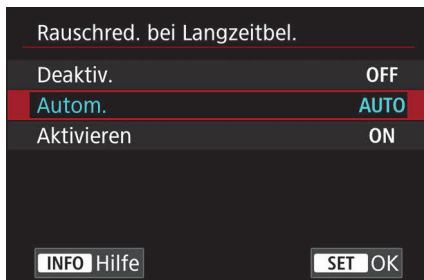 Rauschred. bei Langzeitbel.
Deaktiv. OFF
Autom. AUTO
Aktivieren ON
INFO Hilfe SET OK